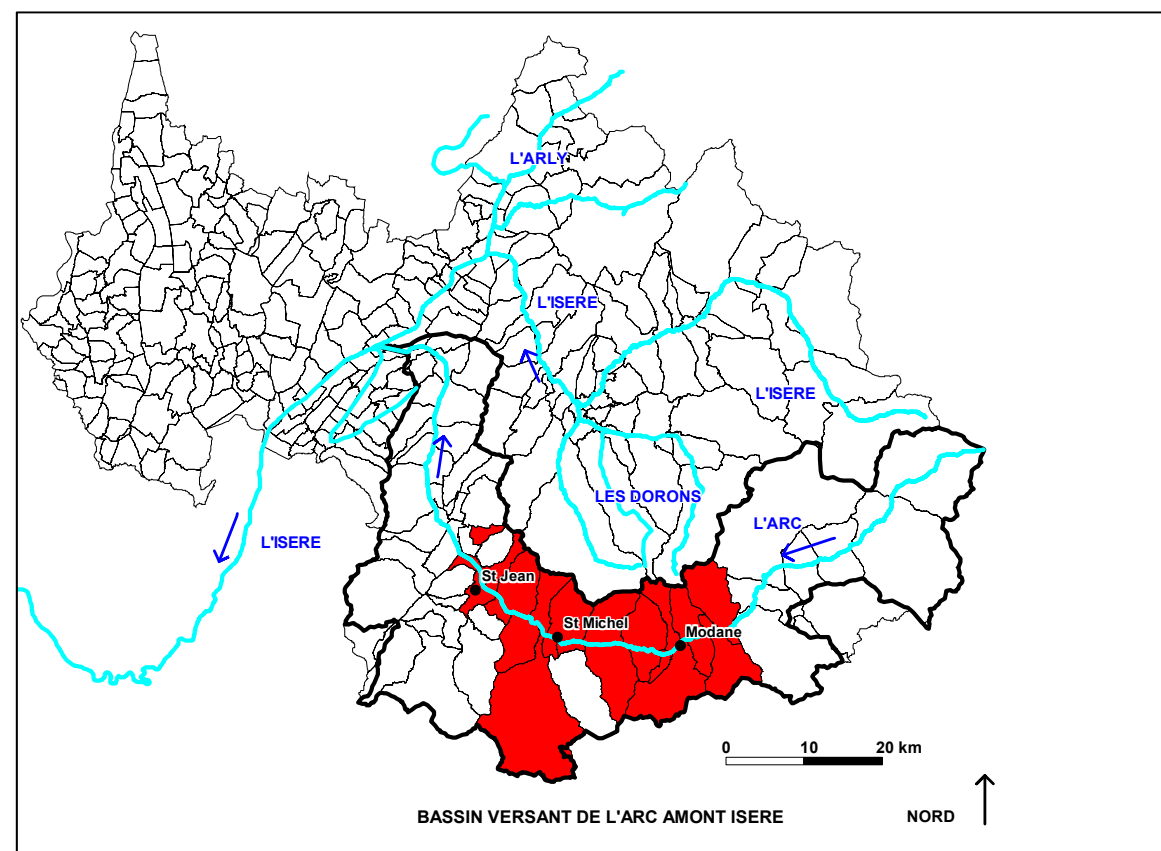 L'ARLY
L'ISERE
L'ISERE
LES DORONS
L'ARC
L'ISERE
St Jean
St Michel
Modane
0 10 20 km
BASSIN VERSANT DE L'ARC AMONT ISERE
NORD